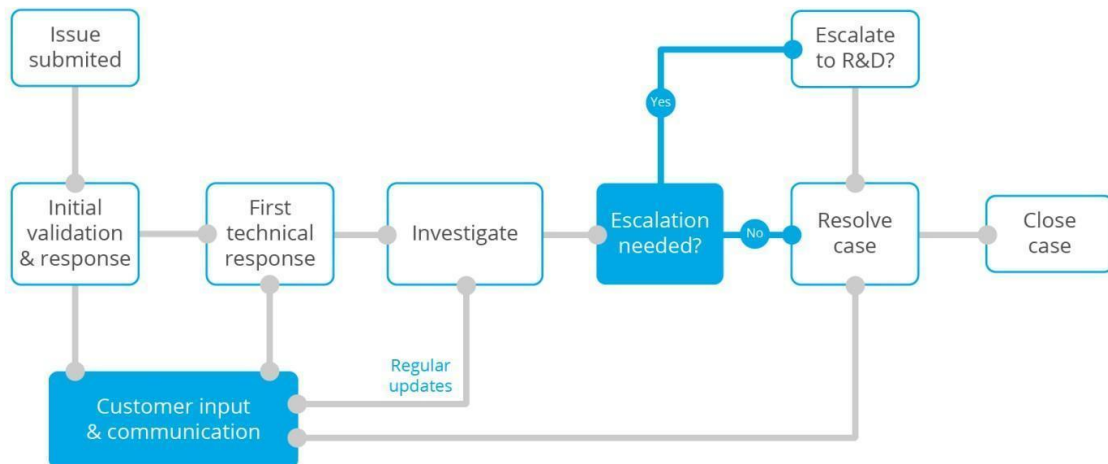 Issue
submited
Escalate
to R&D?
Yes
Initial
validation
& response
First
technical
response
Investigate
Escalation
needed?
No
Resolve
case
Close
case
Regular
updates
Customer input
& communication